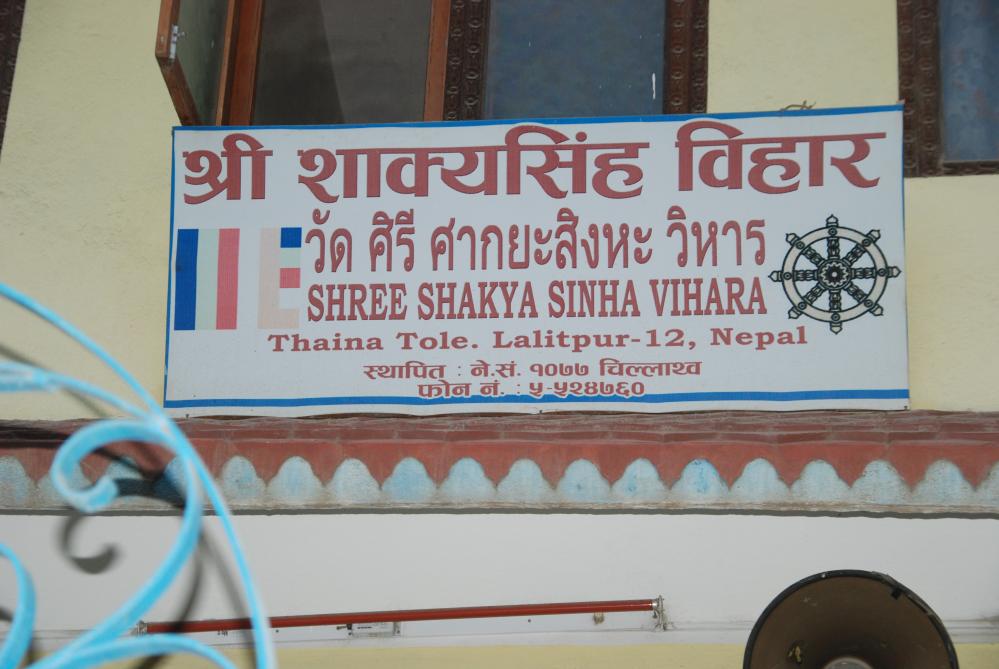 श्री शाक्यसिंह विहार
วัด ศิรี ศากยะสิงหะ วิหาร
SHREE SHAKYA SINHA VIHARA
Thaina Tole. Lalitpur-12, Nepal
स्थापित : ने.सं. १०७७ चिल्लाथ्व
फोन नं. : ५-५२४७६०